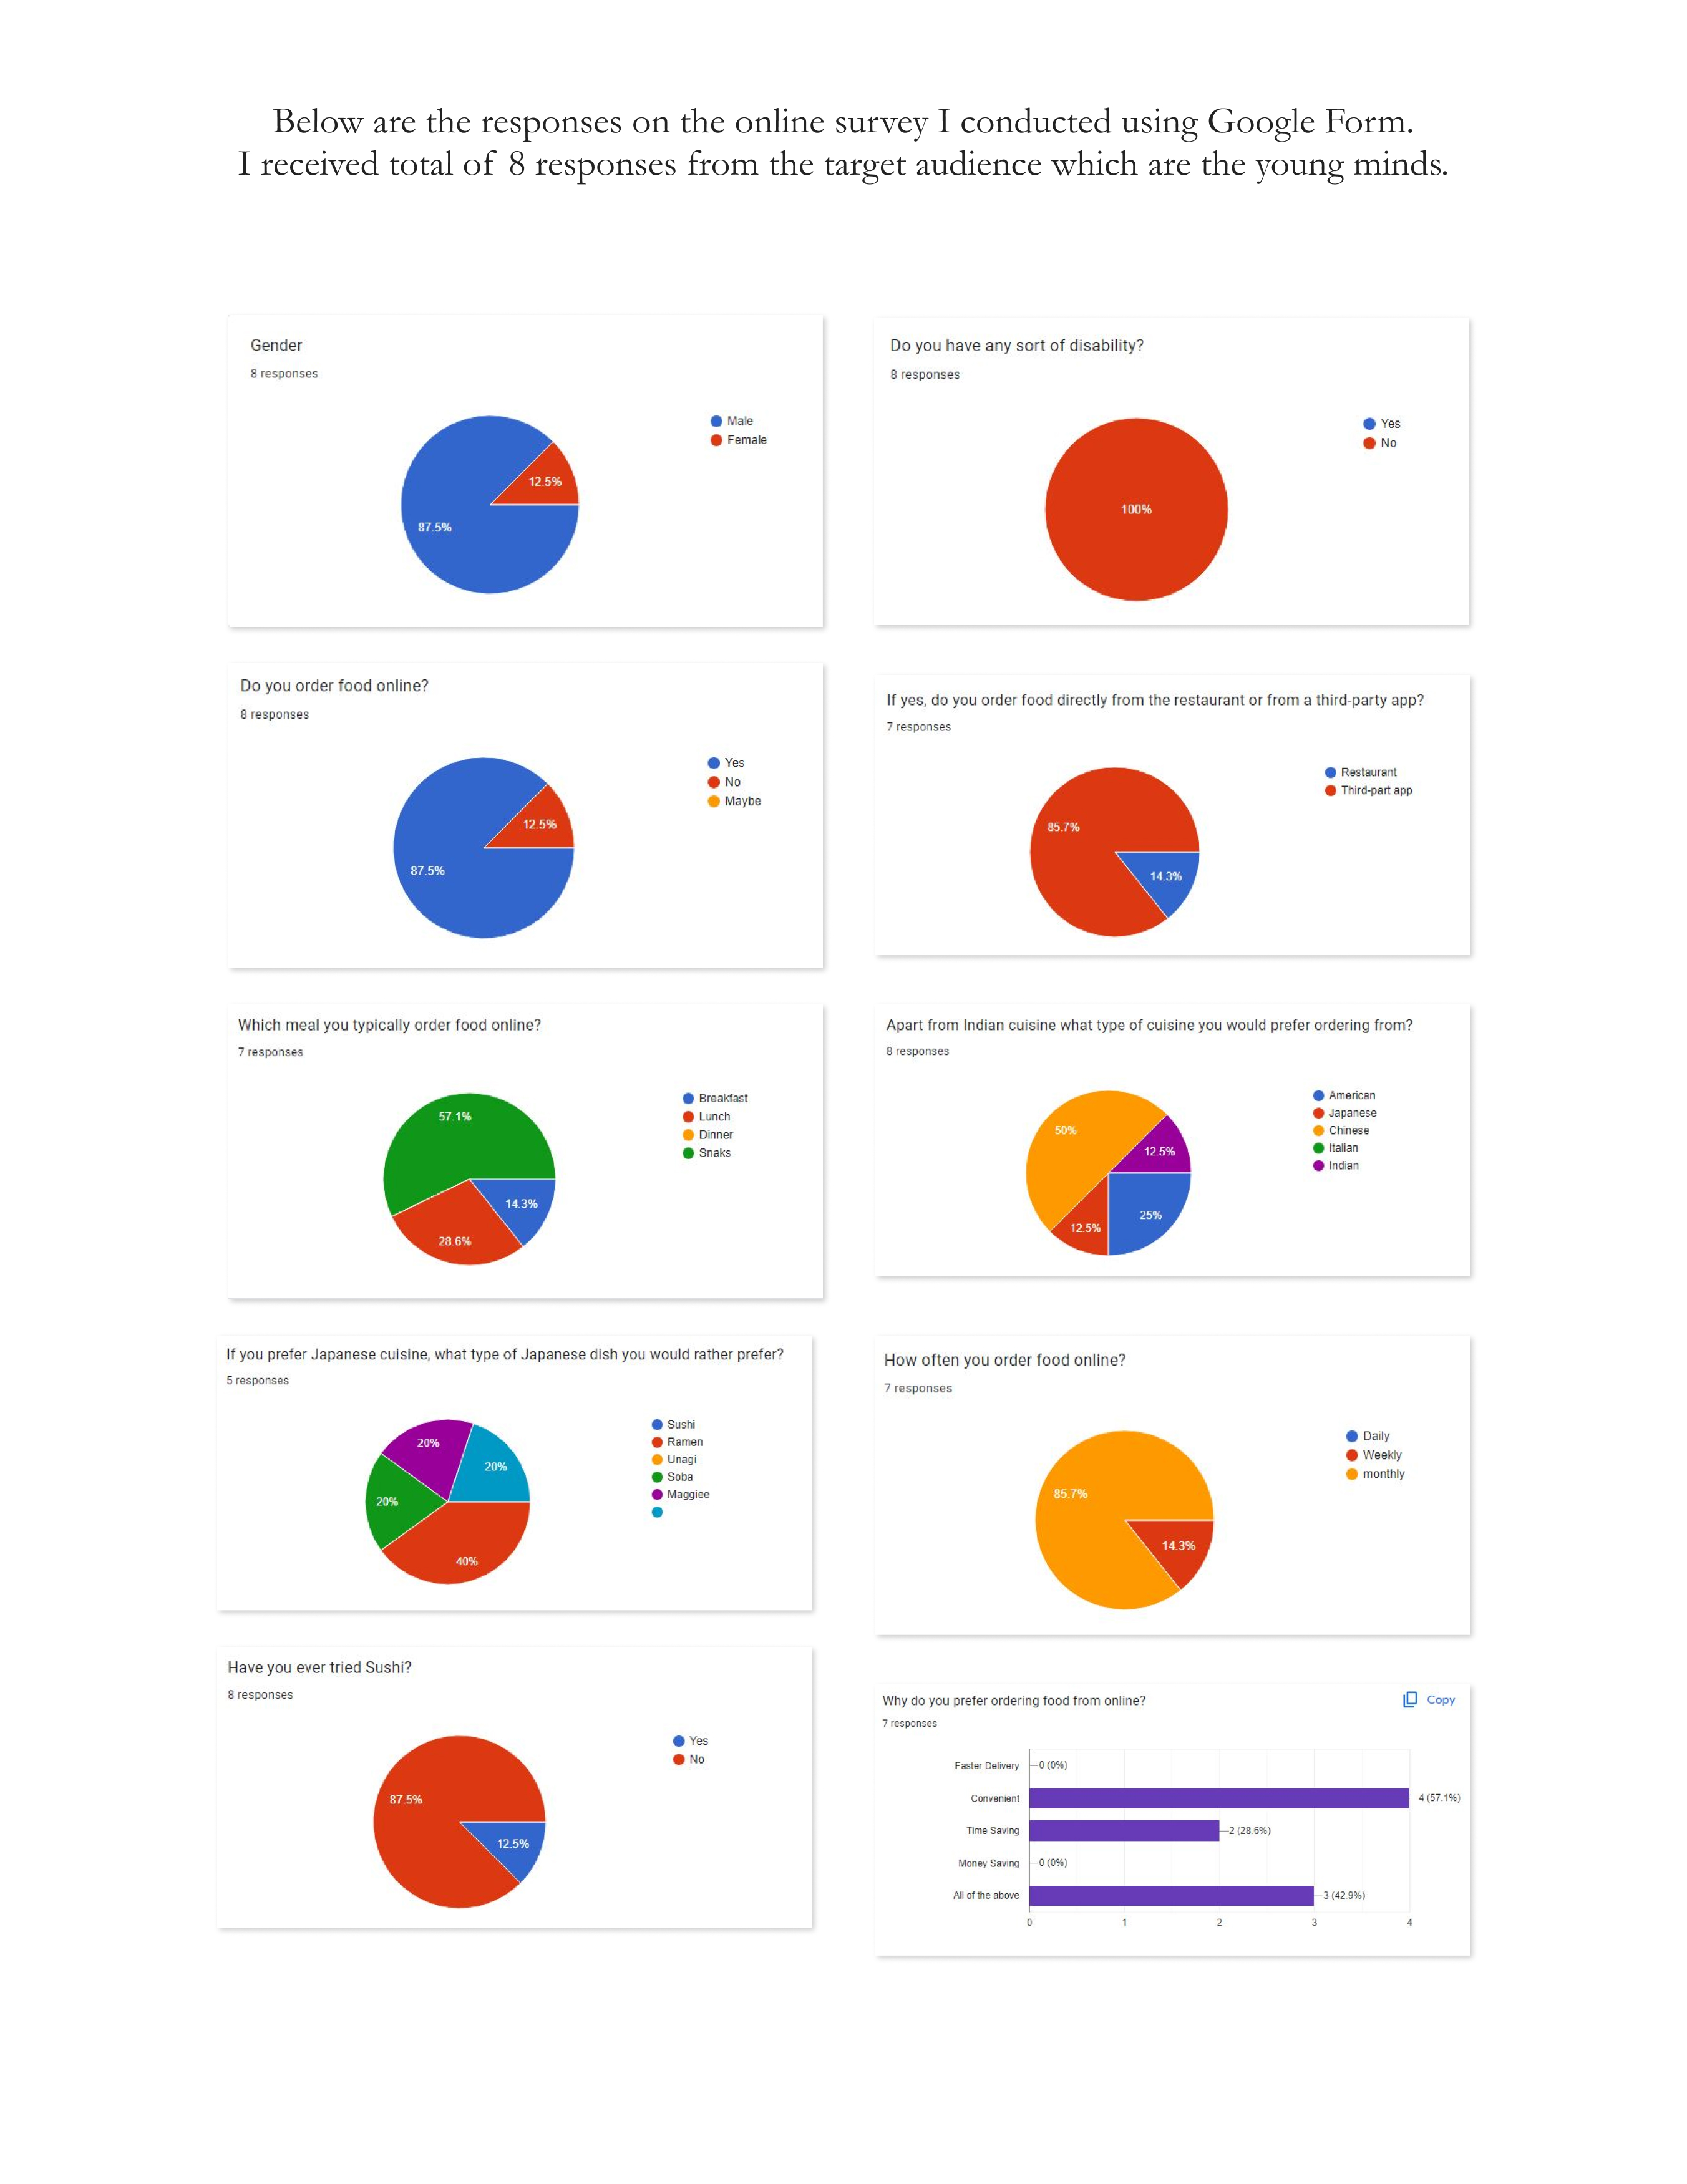 Below are the responses on the online survey I conducted using Google Form.
I received total of 8 responses from the target audience which are the young minds.
Gender
8 responses
Male
Female
12.5%
87.5%
Do you have any sort of disability?
8 responses
Yes
No
100%
Do you order food online?
8 responses
Yes
No
Maybe
12.5%
87.5%
If yes, do you order food directly from the restaurant or from a third-party app?
7 responses
Restaurant
Third-part app
85.7%
14.3%
Which meal you typically order food online?
7 responses
Breakfast
Lunch
Dinner
Snaks
57.1%
14.3%
28.6%
Apart from Indian cuisine what type of cuisine you would prefer ordering from?
8 responses
American
Japanese
Chinese
Italian
Indian
50%
12.5%
25%
12.5%
If you prefer Japanese cuisine, what type of Japanese dish you would rather prefer?
5 responses
Sushi
Ramen
Unagi
Soba
Maggiee
20%
20%
20%
40%
How often you order food online?
7 responses
Daily
Weekly
monthly
85.7%
14.3%
Have you ever tried Sushi?
8 responses
Yes
No
87.5%
12.5%
Why do you prefer ordering food from online?
Copy
7 responses
Faster Delivery
0 (0%)
Convenient
4 (57.1%)
Time Saving
2 (28.6%)
Money Saving
0 (0%)
All of the above
3 (42.9%)
0 1 2 3 4